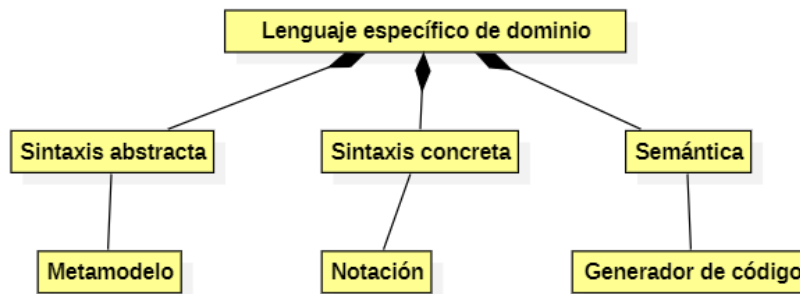 Lenguaje específico de dominio
Sintaxis abstracta
Sintaxis concreta
Semántica
Metamodelo
Notación
Generador de código